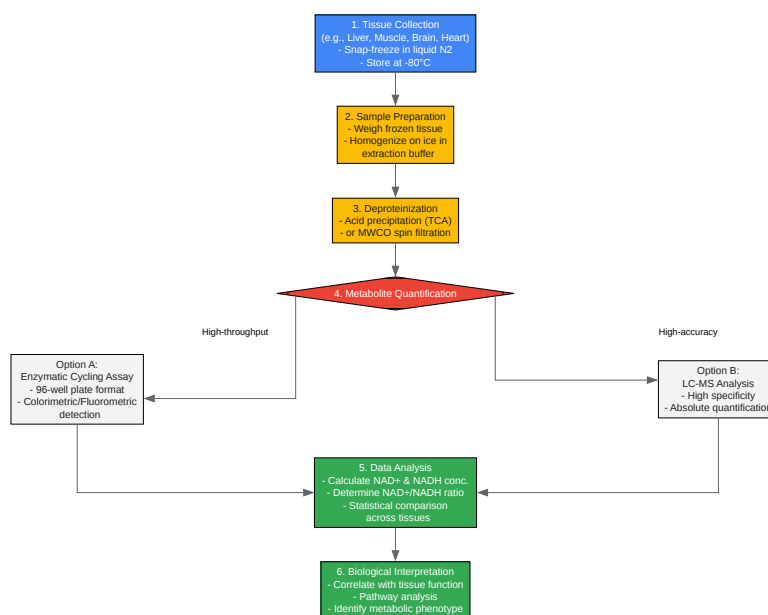 1. Tissue Collection
(e.g., Liver, Muscle, Brain, Heart)
- Snap-freeze in liquid N2
- Store at -80°C
2. Sample Preparation
- Weigh frozen tissue
- Homogenize on ice in
extraction buffer
3. Deproteinization
- Acid precipitation (TCA)
- or MWCO spin filtration
4. Metabolite Quantification
High-throughput
High-accuracy
Option A:
Enzymatic Cycling Assay
- 96-well plate format
- Colorimetric/Fluorometric
detection
Option B:
LC-MS Analysis
- High specificity
- Absolute quantification
5. Data Analysis
- Calculate NAD+ & NADH conc.
- Determine NAD+/NADH ratio
- Statistical comparison
across tissues
6. Biological Interpretation
- Correlate with tissue function
- Pathway analysis
- Identify metabolic phenotype